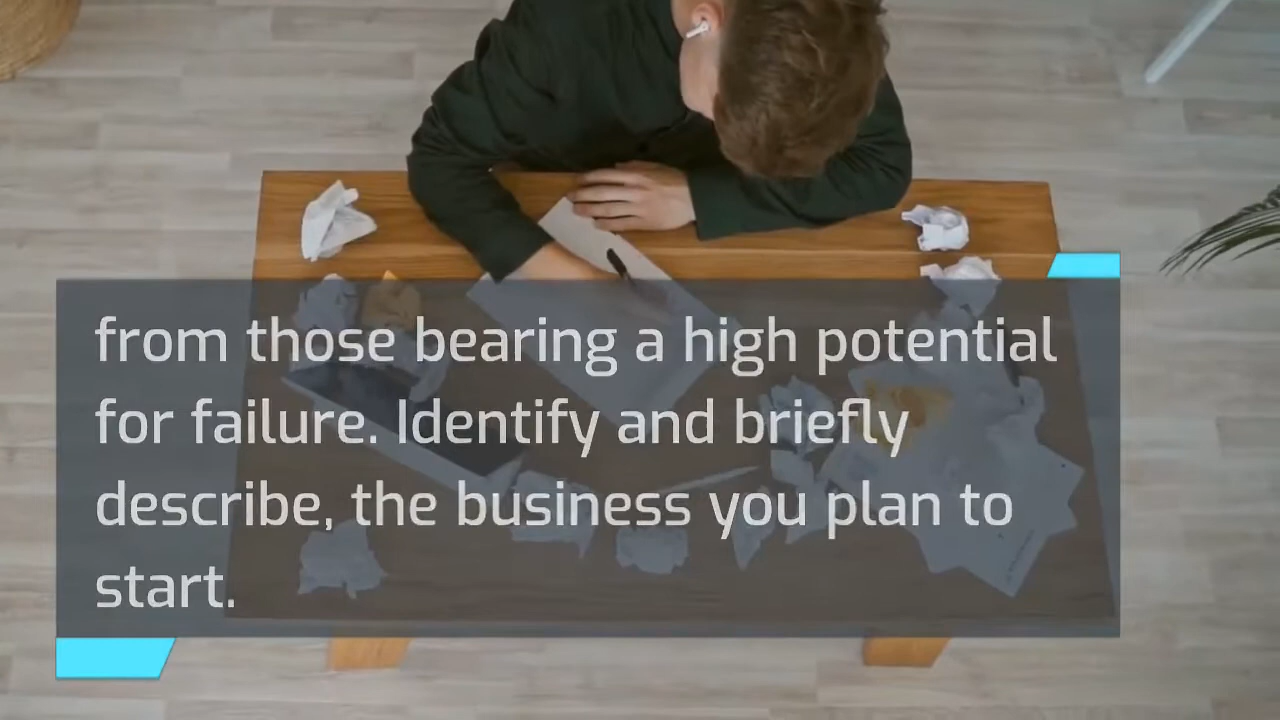 from those bearing a high potential
for failure. Identify and briefly
describe, the business you plan to
start.